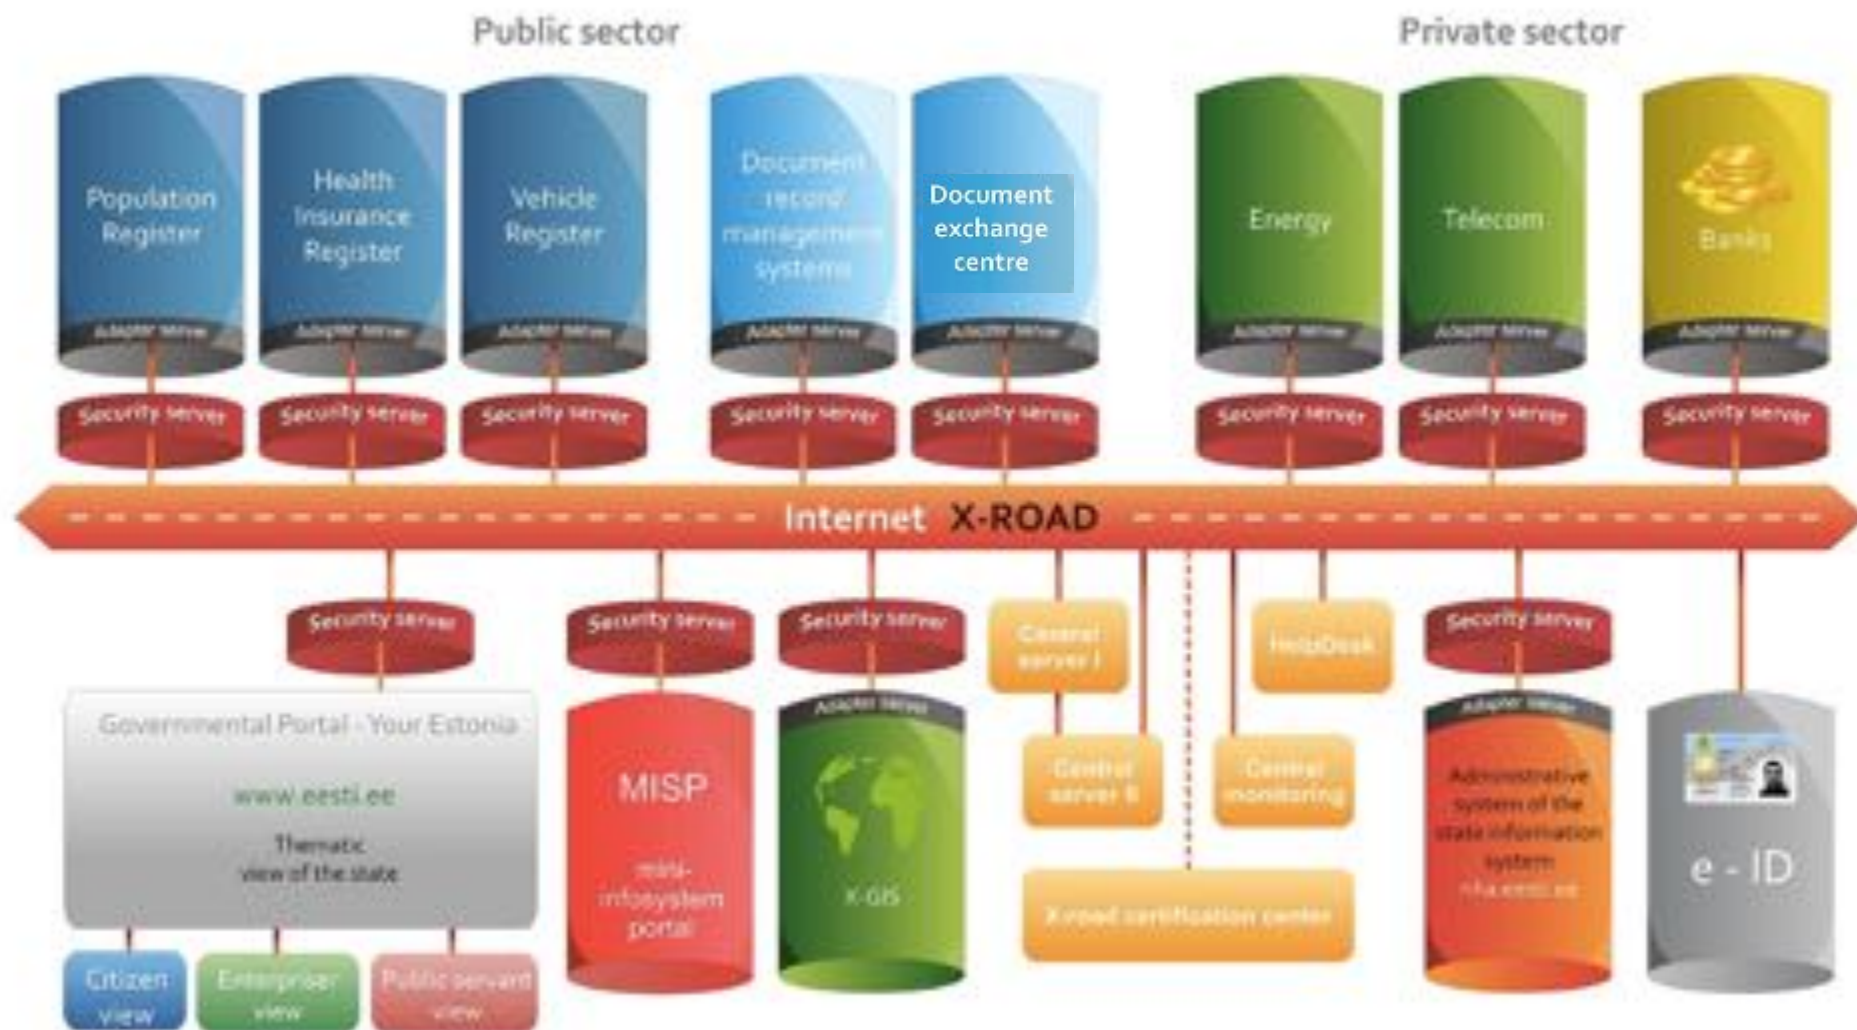 Public sector
Private sector
Population
Register
Health
Insurance
Register
Vehicle
Register
Document
record
management
systems
Document
exchange
centre
Energy
Telecom
Banks
Adapter server
Adapter server
Adapter server
Adapter server
Adapter server
Adapter server
Adapter server
Adapter server
Security server
Security server
Security server
Security server
Security server
Security server
Security server
Security server
Internet X-ROAD
Security server
Security server
Security server
Central
server I
HelpDesk
Security server
Governmental Portal - Your Estonia
www.eesti.ee
Thematic
view of the state
MISP
mini-
infosystem
portal
Adapter server
X-GIS
Central
server II
Central
monitoring
X-road certification center
Adapter server
Administrative
system of the
state information
system
riha.eesti.ee
e - ID
Citizen
view
Enterpriser
view
Public servant
view